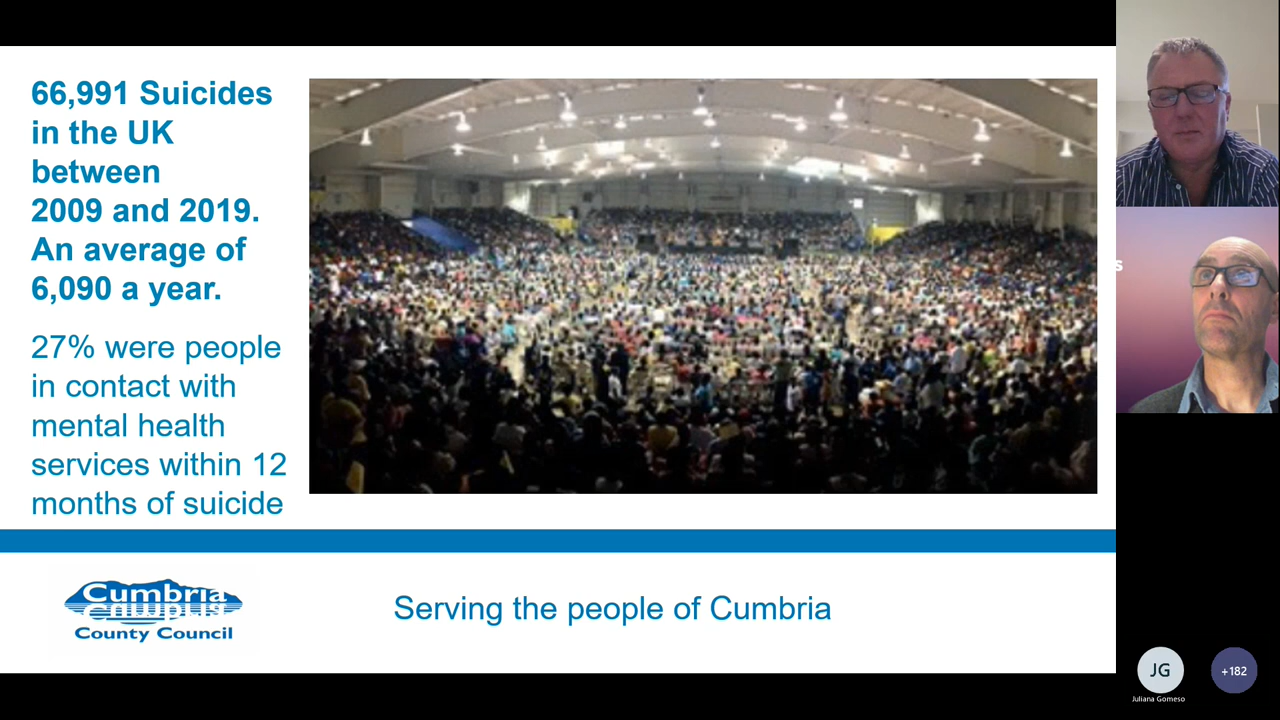 66,991 Suicides
in the UK
between
2009 and 2019.
An average of
6,090 a year.
27% were people
in contact with
mental health
services within 12
months of suicide
Cumbria
County Council
Serving the people of Cumbria
s
JG
Juliana Gomeso
+182